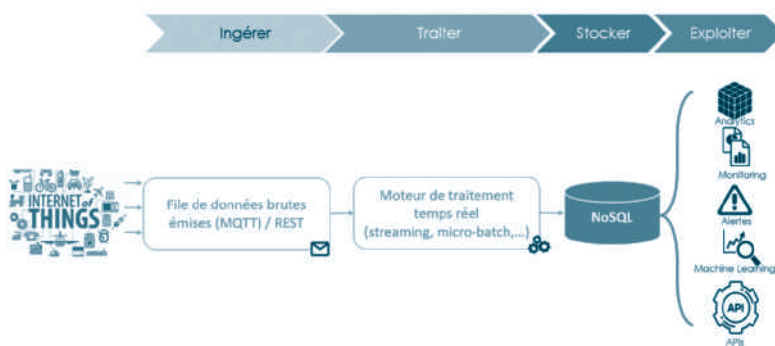 Ingérer
Traiter
Stocker
Exploiter
INTERNET of
THINGS
File de données brutes
émises (MQTT) / REST
Moteur de traitement
temps réel
(streaming, micro-batch,...)
NoSQL
Analytics
Monitoring
Alertes
Machine Learning
API
APIs